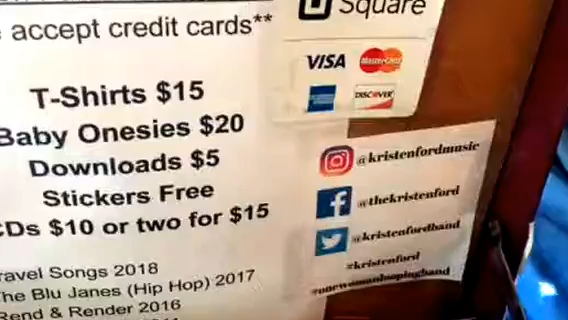 Square
accept credit cards**
VISA MasterCard
DISCOVER
T-Shirts $15
Baby Onesies $20
Downloads $5
Stickers Free
CDs $10 or two for $15
@kristenfordmusic
@thekristenford
@kristenfordband
#kristenford
#onewomanloopingband
Travel Songs 2018
The Blu Janes (Hip Hop) 2017
Rend & Render 2016